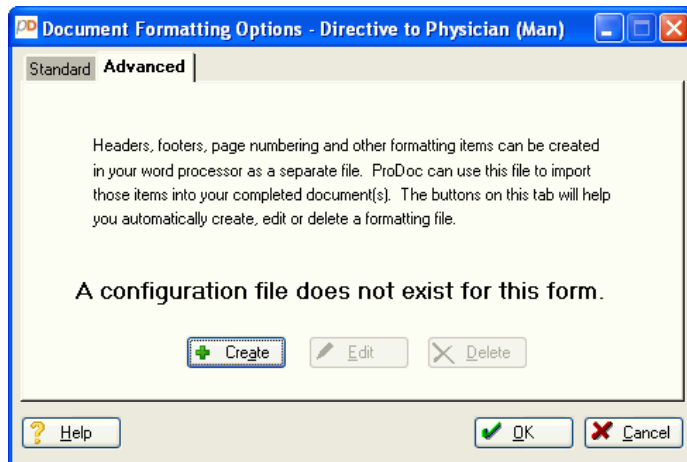 PD Document Formatting Options - Directive to Physician (Man)
Standard Advanced
Headers, footers, page numbering and other formatting items can be created
in your word processor as a separate file. ProDoc can use this file to import
those items into your completed document(s). The buttons on this tab will help
you automatically create, edit or delete a formatting file.
A configuration file does not exist for this form.
Create Edit Delete
Help OK Cancel